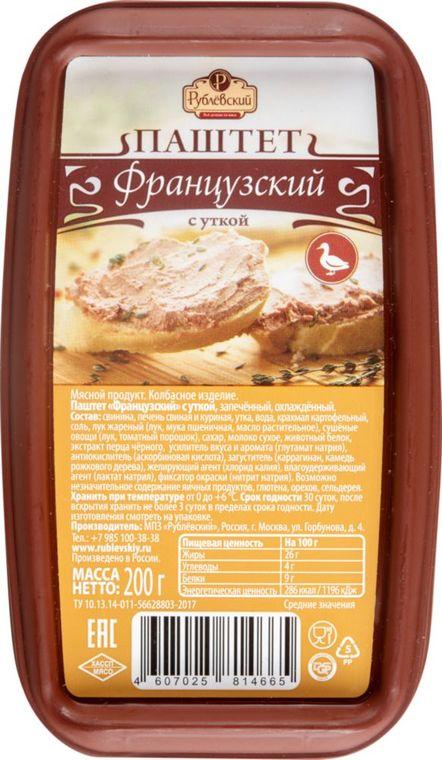 Р
Рублёвский
ПАШТЕТ
Французский
с уткой
Мясной продукт. Колбасное изделие.
Паштет «Французский» с уткой, запечённый, охлаждённый.
Состав: свинина, печень свиная и куриная, утка, вода, крахмал картофельный,
соль, лук жареный (лук, мука пшеничная, масло растительное), сушёные
овощи (лук, томатный порошок), сахар, молоко сухое, животный белок,
экстракт перца чёрного, усилитель вкуса и аромата (глутамат натрия),
антиокислитель (аскорбиновая кислота), загуститель (каррагинан, камедь
рожкового дерева), желирующий агент (хлорид калия), влагоудерживающий
агент (лактат натрия), фиксатор окраски (нитрит натрия). Возможно
незначительное содержание яичных продуктов, глютена, орехов, сельдерея.
Хранить при температуре от 0 до +6 °С. Срок годности 30 суток, после
вскрытия хранить не более 3 суток в пределах срока годности. Дату
изготовления смотреть на упаковке.
Производитель: МПЗ «Рублёвский», Россия, г. Москва, ул. Горбунова, д. 4.
Тел.: +7 985 100-38-38
www.rublevskiy.ru
Произведено в России.
МАССА
НЕТТО: 200 г
ТУ 10.13.14-011-56628803-2017
Пищевая ценность На 100 г
Жиры 26 г
Углеводы 4 г
Белки 9 г
Энергетическая ценность 286 ккал / 1196 кДж
Средние значения
ЕАС
ХАССП
МЯСО
4 607025 814665
5
PP